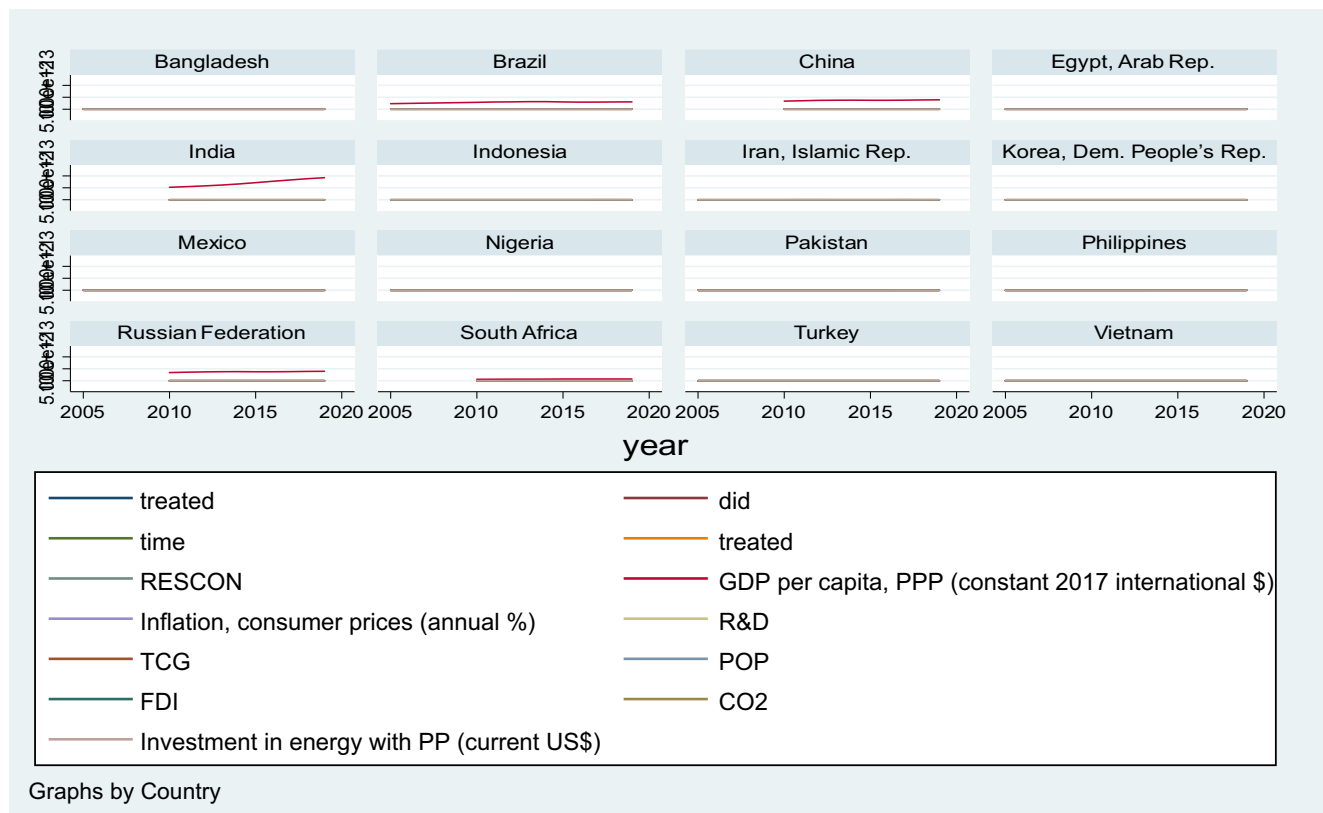 Bangladesh Brazil China Egypt, Arab Rep.
India Indonesia Iran, Islamic Rep. Korea, Dem. People's Rep.
Mexico Nigeria Pakistan Philippines
Russian Federation South Africa Turkey Vietnam
2005 2010 2015 2020 2005 2010 2015 2020 2005 2010 2015 2020 2005 2010 2015 2020
year
treated did
time treated
RESCON GDP per capita, PPP (constant 2017 international $)
Inflation, consumer prices (annual %) R&D
TCG POP
FDI CO2
Investment in energy with PP (current US$)
Graphs by Country